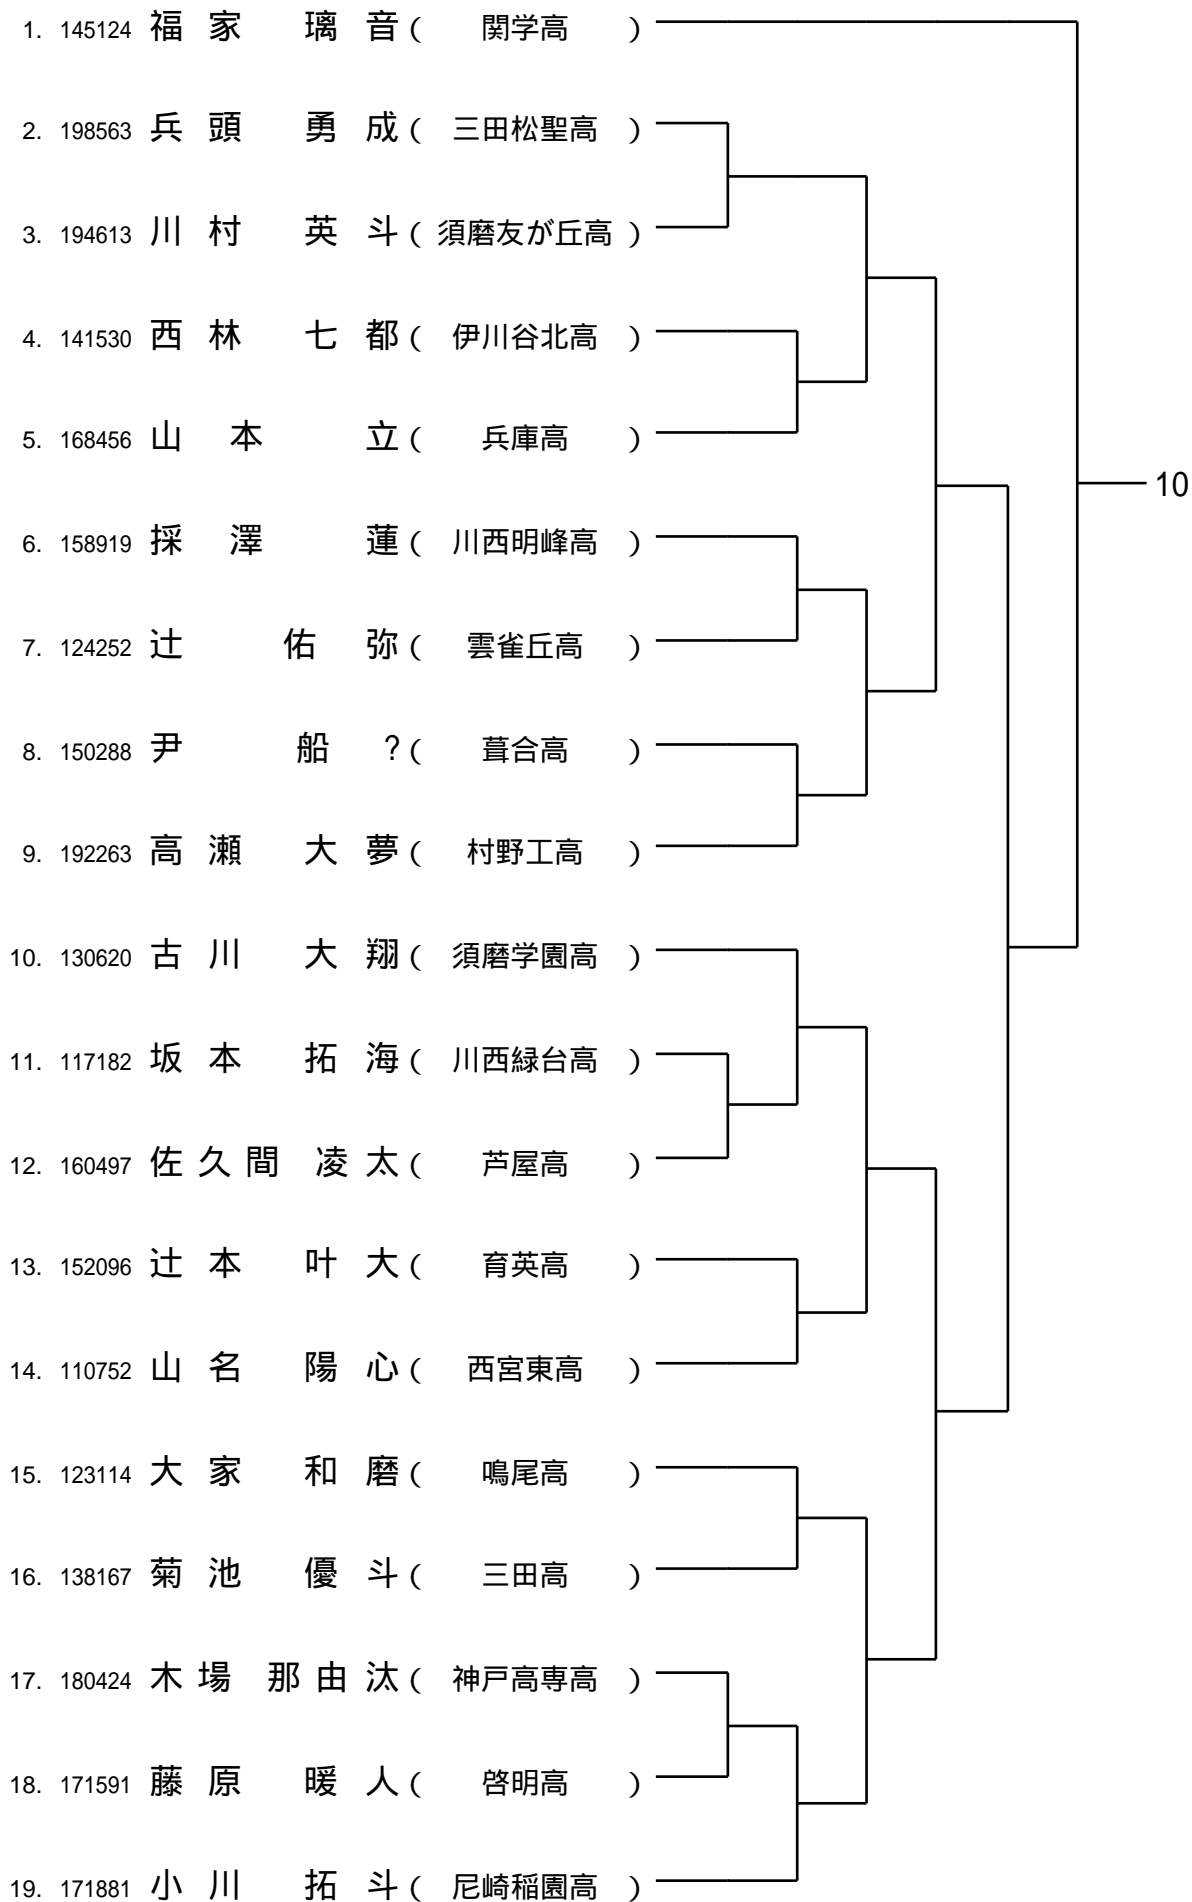 1. 145124 福家 璃音 ( 関学高 )
2. 198563 兵頭 勇成 ( 三田松聖高 )
3. 194613 川村 英斗 ( 須磨友が丘高 )
4. 141530 西林 七都 ( 伊川谷北高 )
5. 168456 山本 立 ( 兵庫高 )
10
6. 158919 採澤 蓮 ( 川西明峰高 )
7. 124252 辻 佑弥 ( 雲雀丘高 )
8. 150288 尹 船? ( 葺合高 )
9. 192263 高瀬 大夢 ( 村野工高 )
10. 130620 古川 大翔 ( 須磨学園高 )
11. 117182 坂本 拓海 ( 川西緑台高 )
12. 160497 佐久間 凌太 ( 芦屋高 )
13. 152096 辻本 叶大 ( 育英高 )
14. 110752 山名 陽心 ( 西宮東高 )
15. 123114 大家 和磨 ( 鳴尾高 )
16. 138167 菊池 優斗 ( 三田高 )
17. 180424 木場 那由汰 ( 神戸高専高 )
18. 171591 藤原 暖人 ( 啓明高 )
19. 171881 小川 拓斗 ( 尼崎稲園高 )